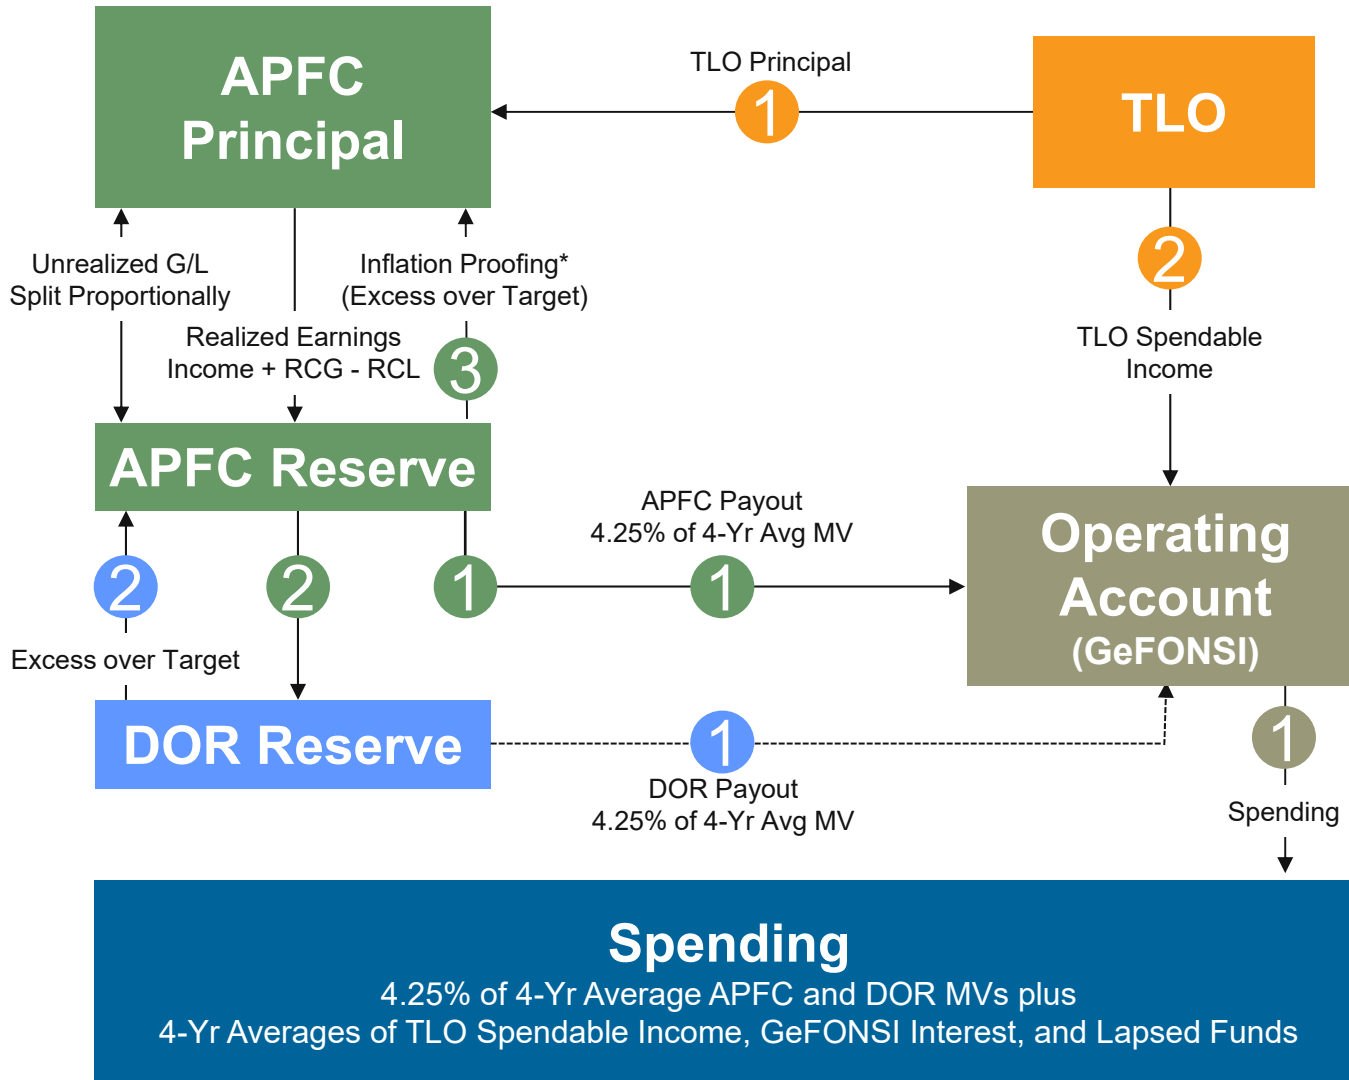 APFC
Principal
TLO Principal
1
TLO
2
Unrealized G/L
Split Proportionally
Inflation Proofing*
(Excess over Target)
Realized Earnings
Income + RCG - RCL
3
TLO Spendable
Income
APFC Reserve
APFC Payout
4.25% of 4-Yr Avg MV
2
2
1
1
Operating
Account
(GeFONSI)
Excess over Target
DOR Reserve
1
DOR Payout
4.25% of 4-Yr Avg MV
1
Spending
Spending
4.25% of 4-Yr Average APFC and DOR MVs plus
4-Yr Averages of TLO Spendable Income, GeFONSI Interest, and Lapsed Funds